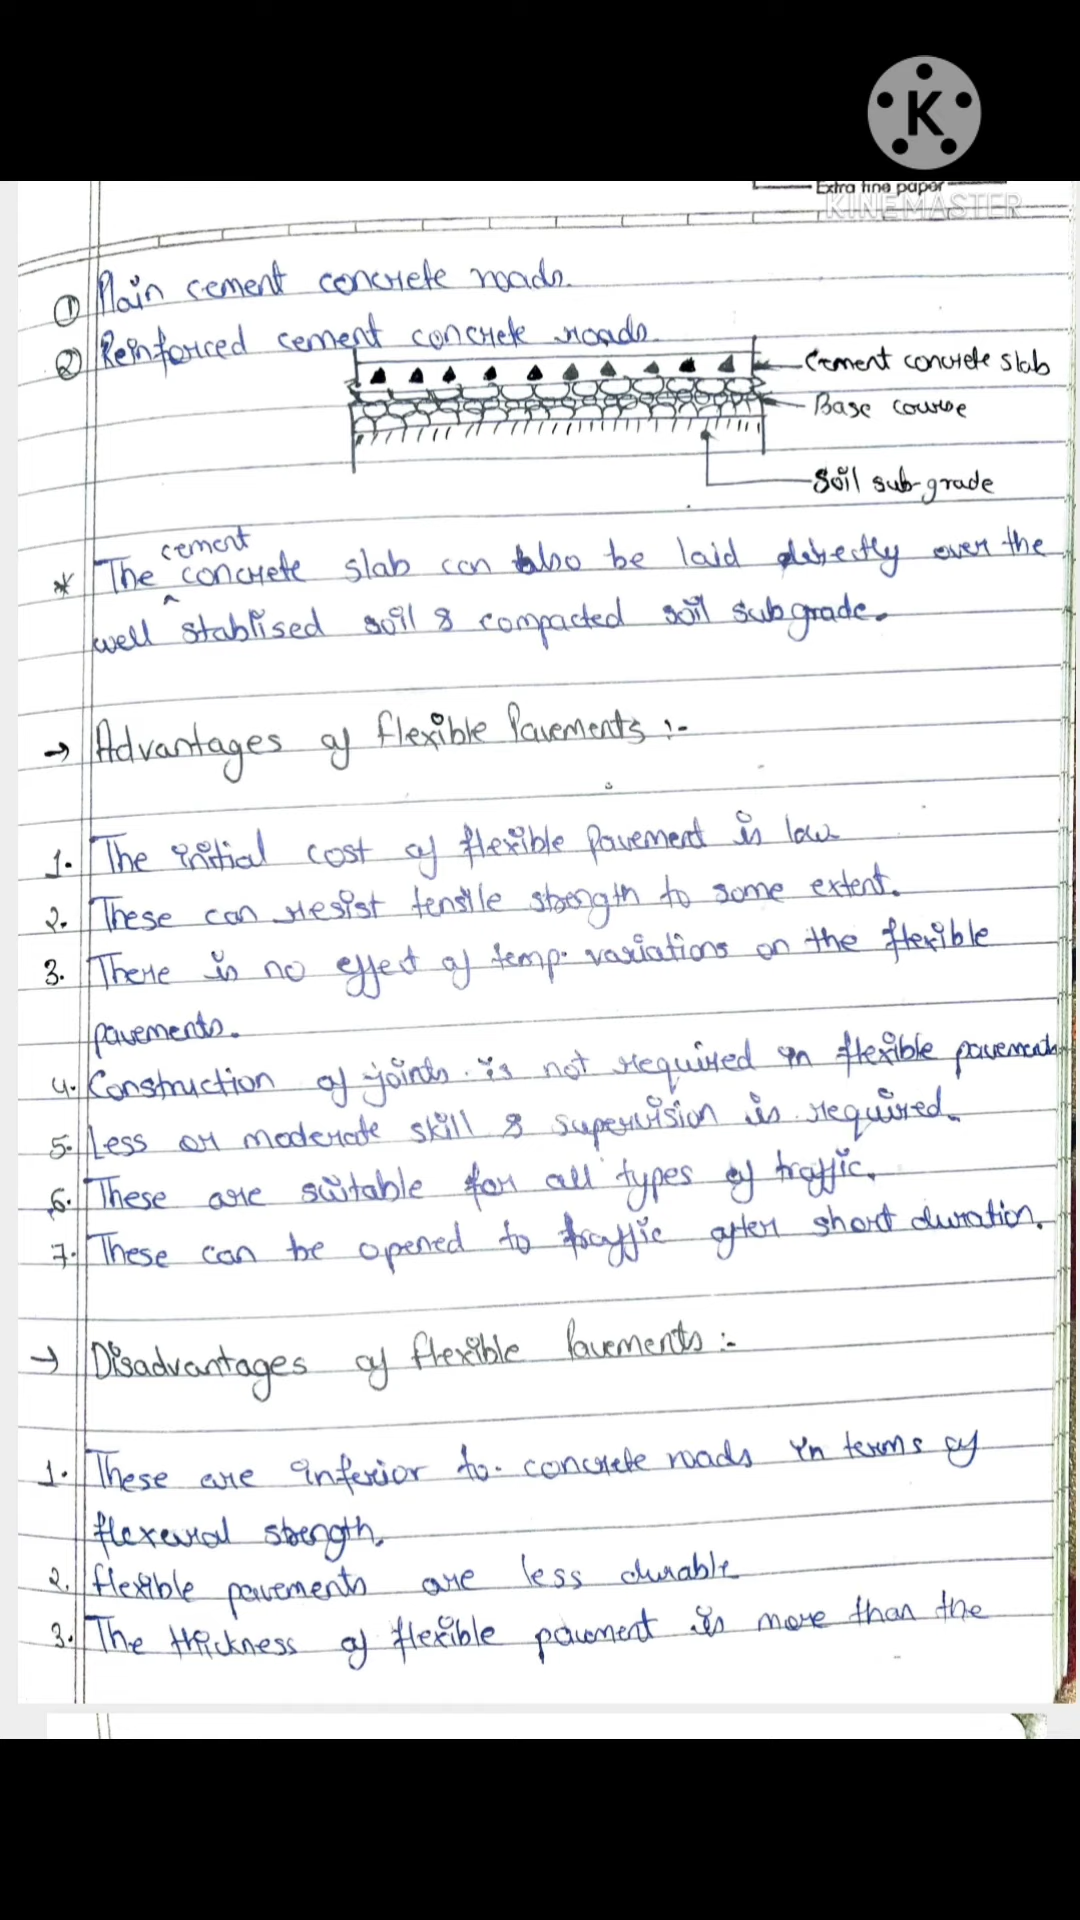 K
Extra fine paper
KINEMASTER
① Plain cement concrete roads.
② Reinforced cement concrete roads.
Cement concrete slab
Base course
Soil sub-grade
cement
* The ^ concrete slab can also be laid directly over the
well stablised soil & compacted soil subgrade.
→ Advantages of flexible Pavements :-
1. The initial cost of flexible pavement is low
2. These can resist tensile strength to some extent.
3. There is no effect of temp. variations on the flexible
pavements.
4. Construction of joints is not required in flexible pavements
5. Less or moderate skill & supervision is required.
6. These are suitable for all types of traffic.
7. These can be opened to traffic after short duration.
→ Disadvantages of flexible Pavements :-
1. These are inferior to concrete roads in terms of
flexural strength.
2. flexible pavements are less durable
3. The thickness of flexible pavement is more than the